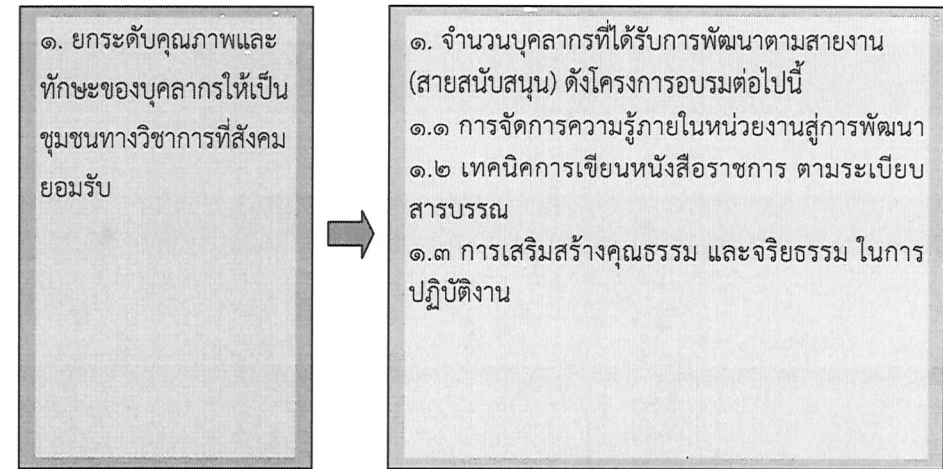 ๑. ยกระดับคุณภาพและ
ทักษะของบุคลากรให้เป็น
ชุมชนทางวิชาการที่สังคม
ยอมรับ
๑. จำนวนบุคลากรที่ได้รับการพัฒนาตามสายงาน
(สายสนับสนุน) ดังโครงการอบรมต่อไปนี้
๑.๑ การจัดการความรู้ภายในหน่วยงานสู่การพัฒนา
๑.๒ เทคนิคการเขียนหนังสือราชการ ตามระเบียบ
สารบรรณ
๑.๓ การเสริมสร้างคุณธรรม และจริยธรรม ในการ
ปฏิบัติงาน